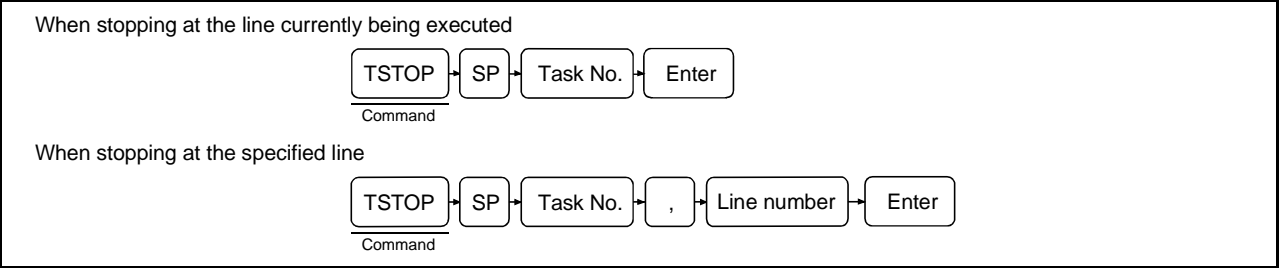 When stopping at the line currently being executed
TSTOP SP Task No. Enter
Command
When stopping at the specified line
TSTOP SP Task No. , Line number Enter
Command